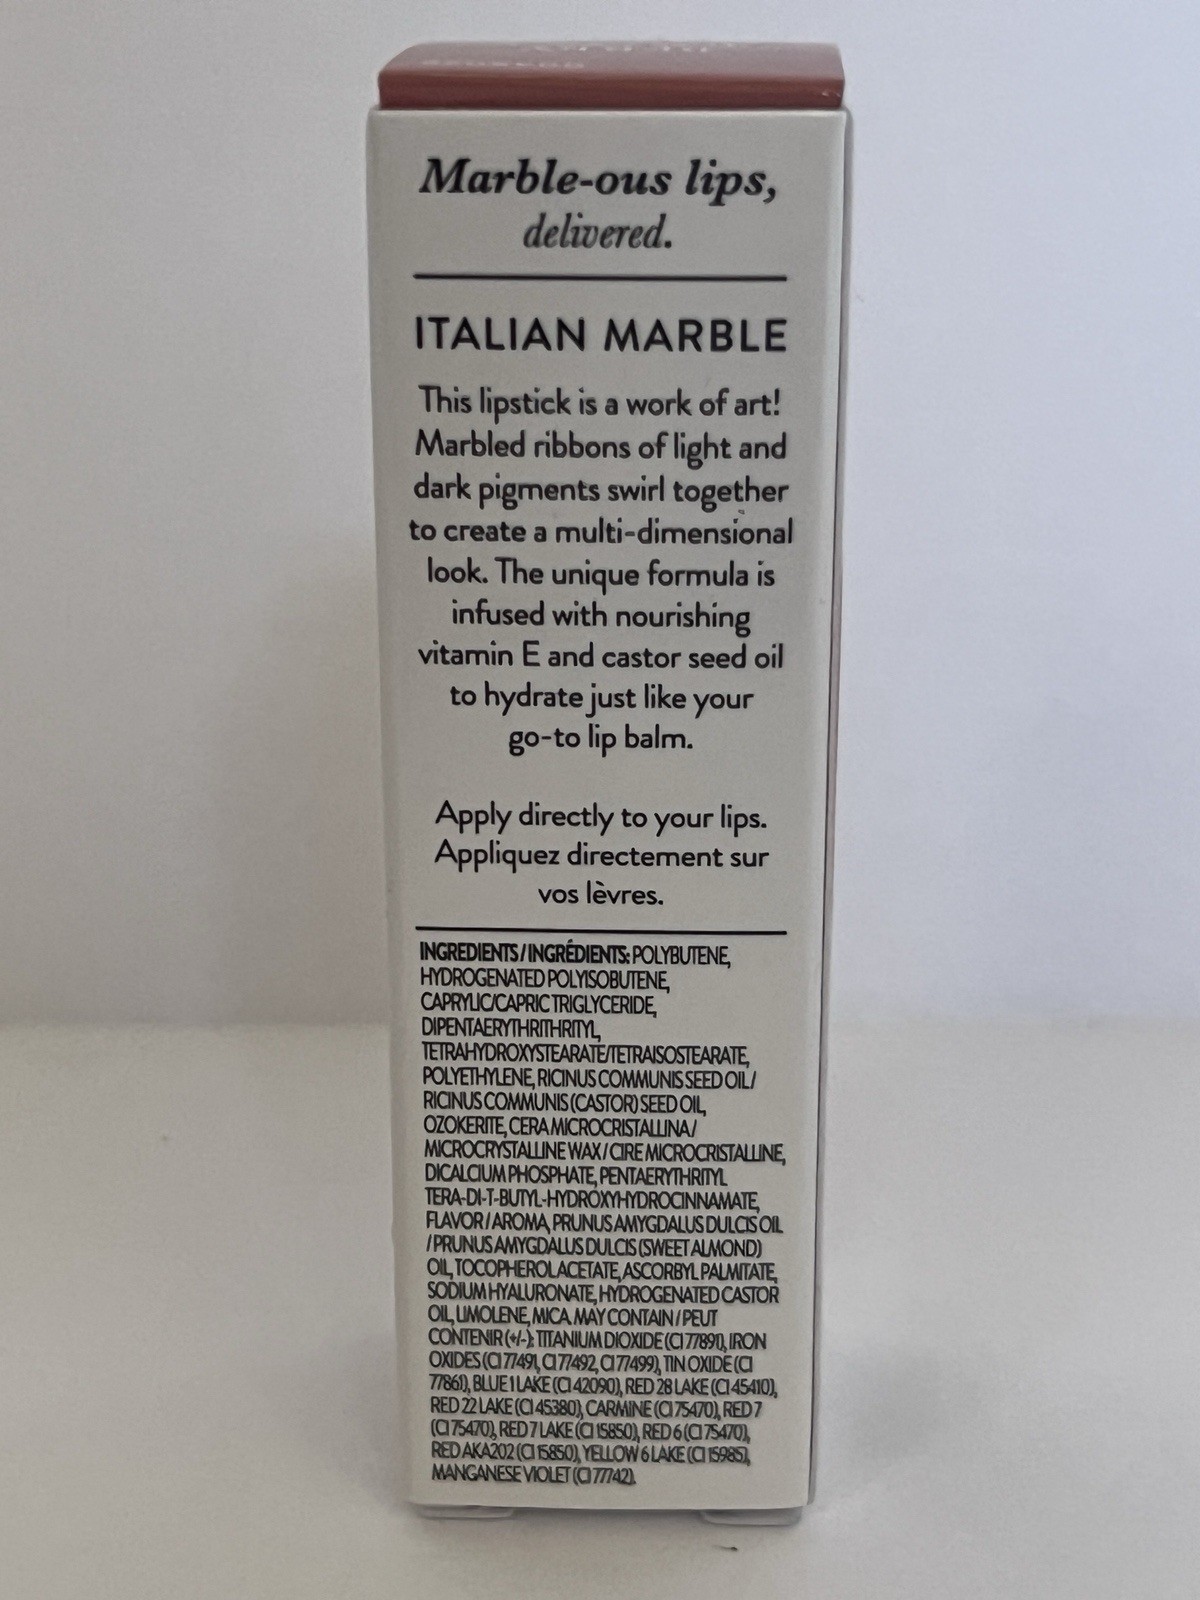 Marble-ous lips,
delivered.
ITALIAN MARBLE
This lipstick is a work of art!
Marbled ribbons of light and
dark pigments swirl together
to create a multi-dimensional
look. The unique formula is
infused with nourishing
vitamin E and castor seed oil
to hydrate just like your
go-to lip balm.
Apply directly to your lips.
Appliquez directement sur
vos lèvres.
INGREDIENTS / INGRÉDIENTS: POLYBUTENE,
HYDROGENATED POLYISOBUTENE,
CAPRYLIC/CAPRIC TRIGLYCERIDE,
DIPENTAERYTHRITHRITYL,
TETRAHYDROXYSTEARATE/TETRAISOSTEARATE,
POLYETHYLENE, RICINUS COMMUNIS SEED OIL /
RICINUS COMMUNIS (CASTOR) SEED OIL,
OZOKERITE, CERA MICROCRISTALLINA /
MICROCRYSTALLINE WAX / CIRE MICROCRISTALLINE,
DICALCIUM PHOSPHATE, PENTAERYTHRITYL
TERA-DI-T-BUTYL-HYDROXYHYDROCINNAMATE,
FLAVOR / AROMA, PRUNUS AMYGDALUS DULCIS OIL
/ PRUNUS AMYGDALUS DULCIS (SWEET ALMOND)
OIL, TOCOPHEROL ACETATE, ASCORBYL PALMITATE,
SODIUM HYALURONATE, HYDROGENATED CASTOR
OIL, LIMOLENE, MICA. MAY CONTAIN / PEUT
CONTENIR (+/-): TITANIUM DIOXIDE (CI 77891), IRON
OXIDES (CI 77491, CI 77492, CI 77499), TIN OXIDE (CI
77861), BLUE 1 LAKE (CI 42090), RED 28 LAKE (CI 45410),
RED 22 LAKE (CI 45380), CARMINE (CI 75470), RED 7
(CI 75470), RED 7 LAKE (CI 15850), RED 6 (CI 75470),
RED AKA202 (CI 15850), YELLOW 6 LAKE (CI 15985),
MANGANESE VIOLET (CI 77742).